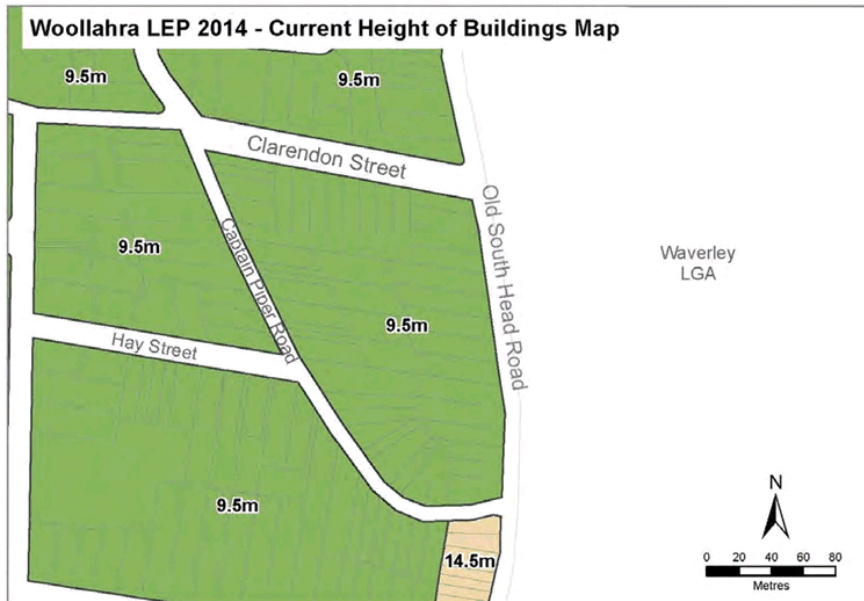 Woollahra LEP 2014 - Current Height of Buildings Map
9.5m
9.5m
Clarendon Street
Old South Head Road
Captain Piper Road
9.5m
Waverley
LGA
9.5m
Hay Street
9.5m
14.5m
N
0 20 40 60 80
Metres